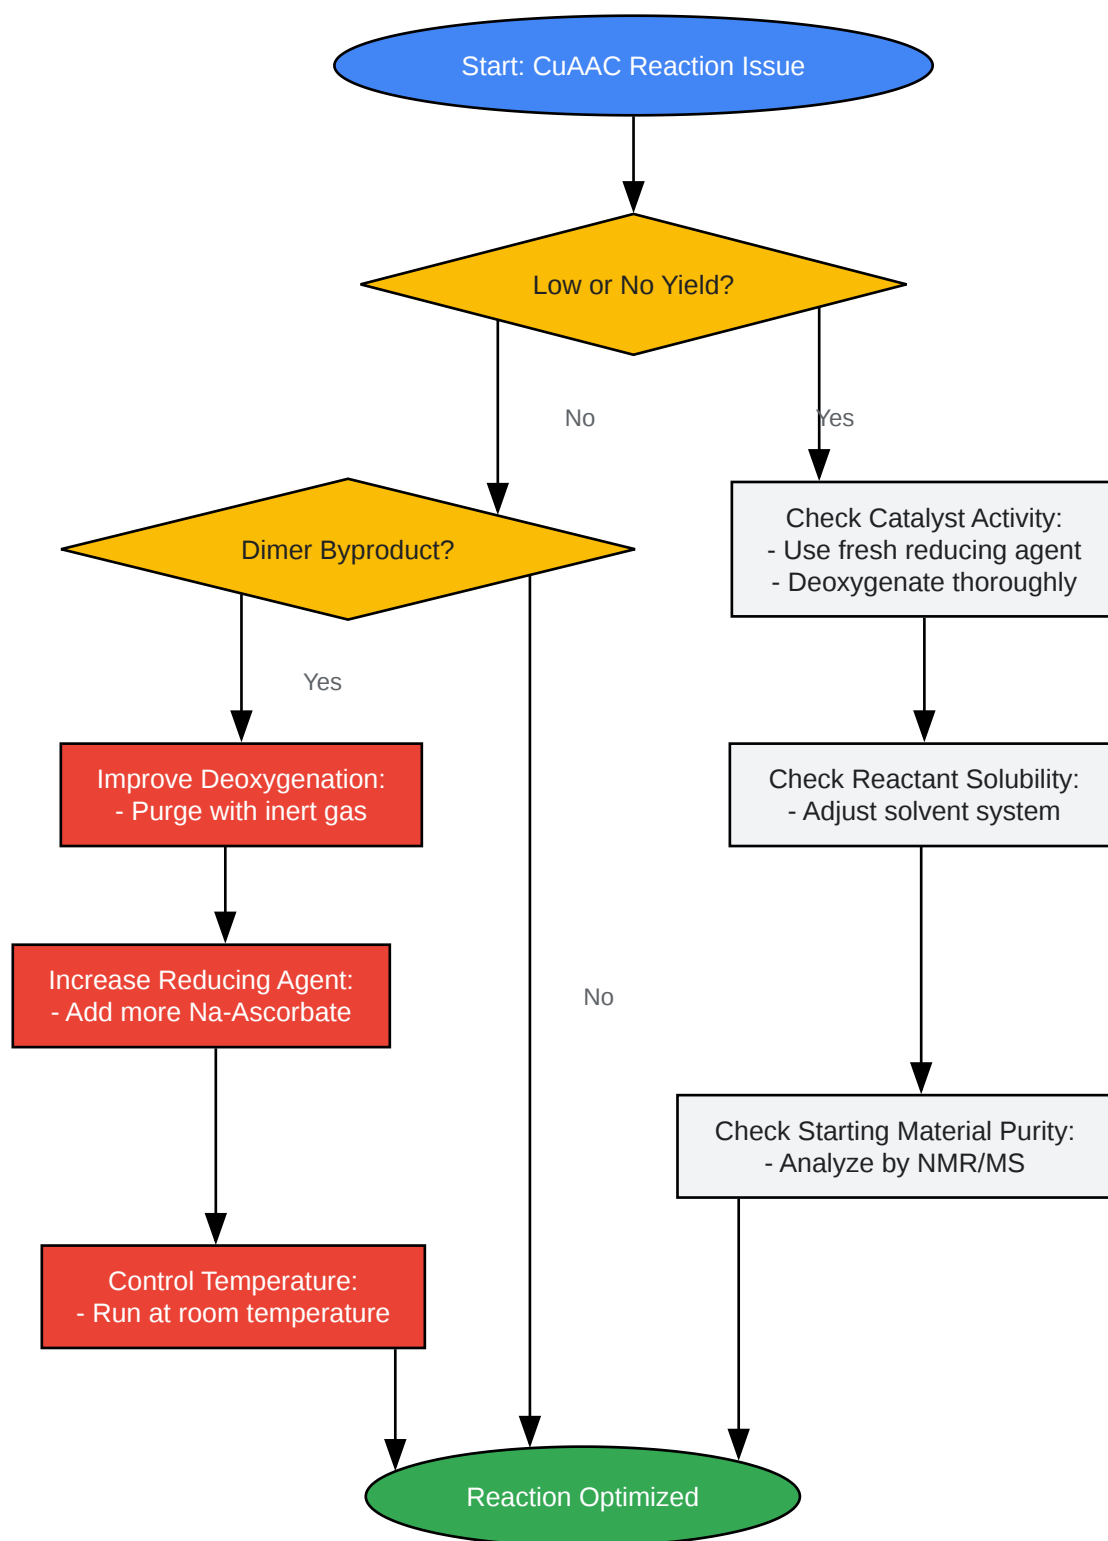 Start: CuAAC Reaction Issue
Low or No Yield?
No
Yes
Dimer Byproduct?
Check Catalyst Activity:
- Use fresh reducing agent
- Deoxygenate thoroughly
Yes
Improve Deoxygenation:
- Purge with inert gas
Check Reactant Solubility:
- Adjust solvent system
Increase Reducing Agent:
- Add more Na-Ascorbate
No
Check Starting Material Purity:
- Analyze by NMR/MS
Control Temperature:
- Run at room temperature
Reaction Optimized